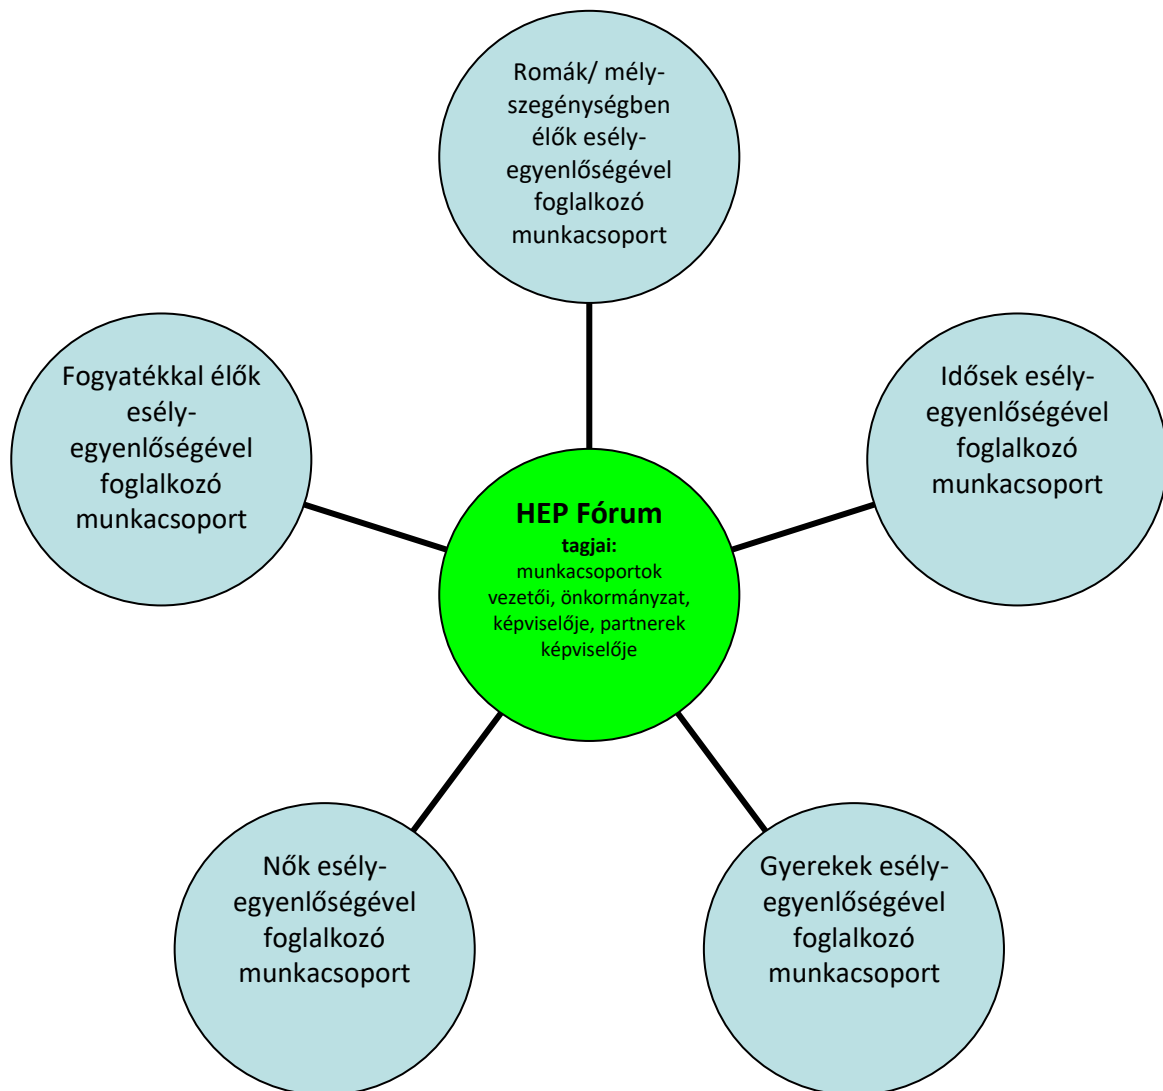 Romák/ mély-
szegénységben
élők esély-
egyenlőségével
foglalkozó
munkacsoport
Fogyatékkal élők
esély-
egyenlőségével
foglalkozó
munkacsoport
Idősek esély-
egyenlőségével
foglalkozó
munkacsoport
HEP Fórum
tagjai:
munkacsoportok
vezetői, önkormányzat,
képviselője, partnerek
képviselője
Nők esély-
egyenlőségével
foglalkozó
munkacsoport
Gyerekek esély-
egyenlőségével
foglalkozó
munkacsoport